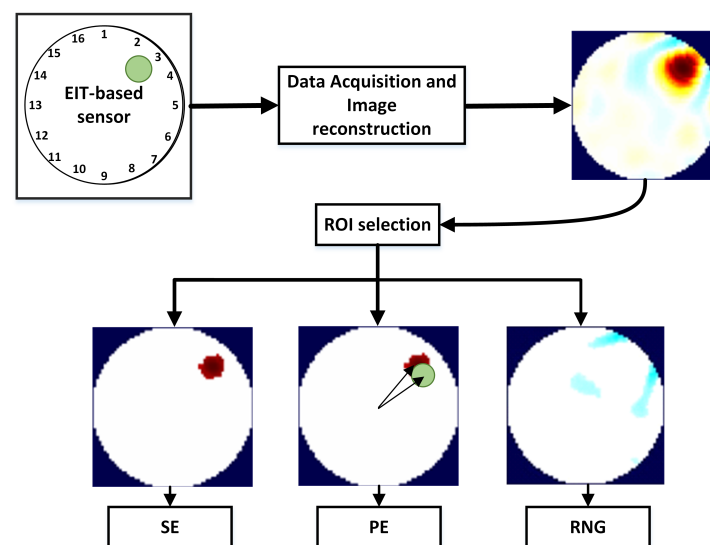 1
16
2
15
3
14
4
EIT-based
sensor
13
5
12
6
11
7
10
8
9
Data Acquisition and
Image
reconstruction
ROI selection
SE
PE
RNG